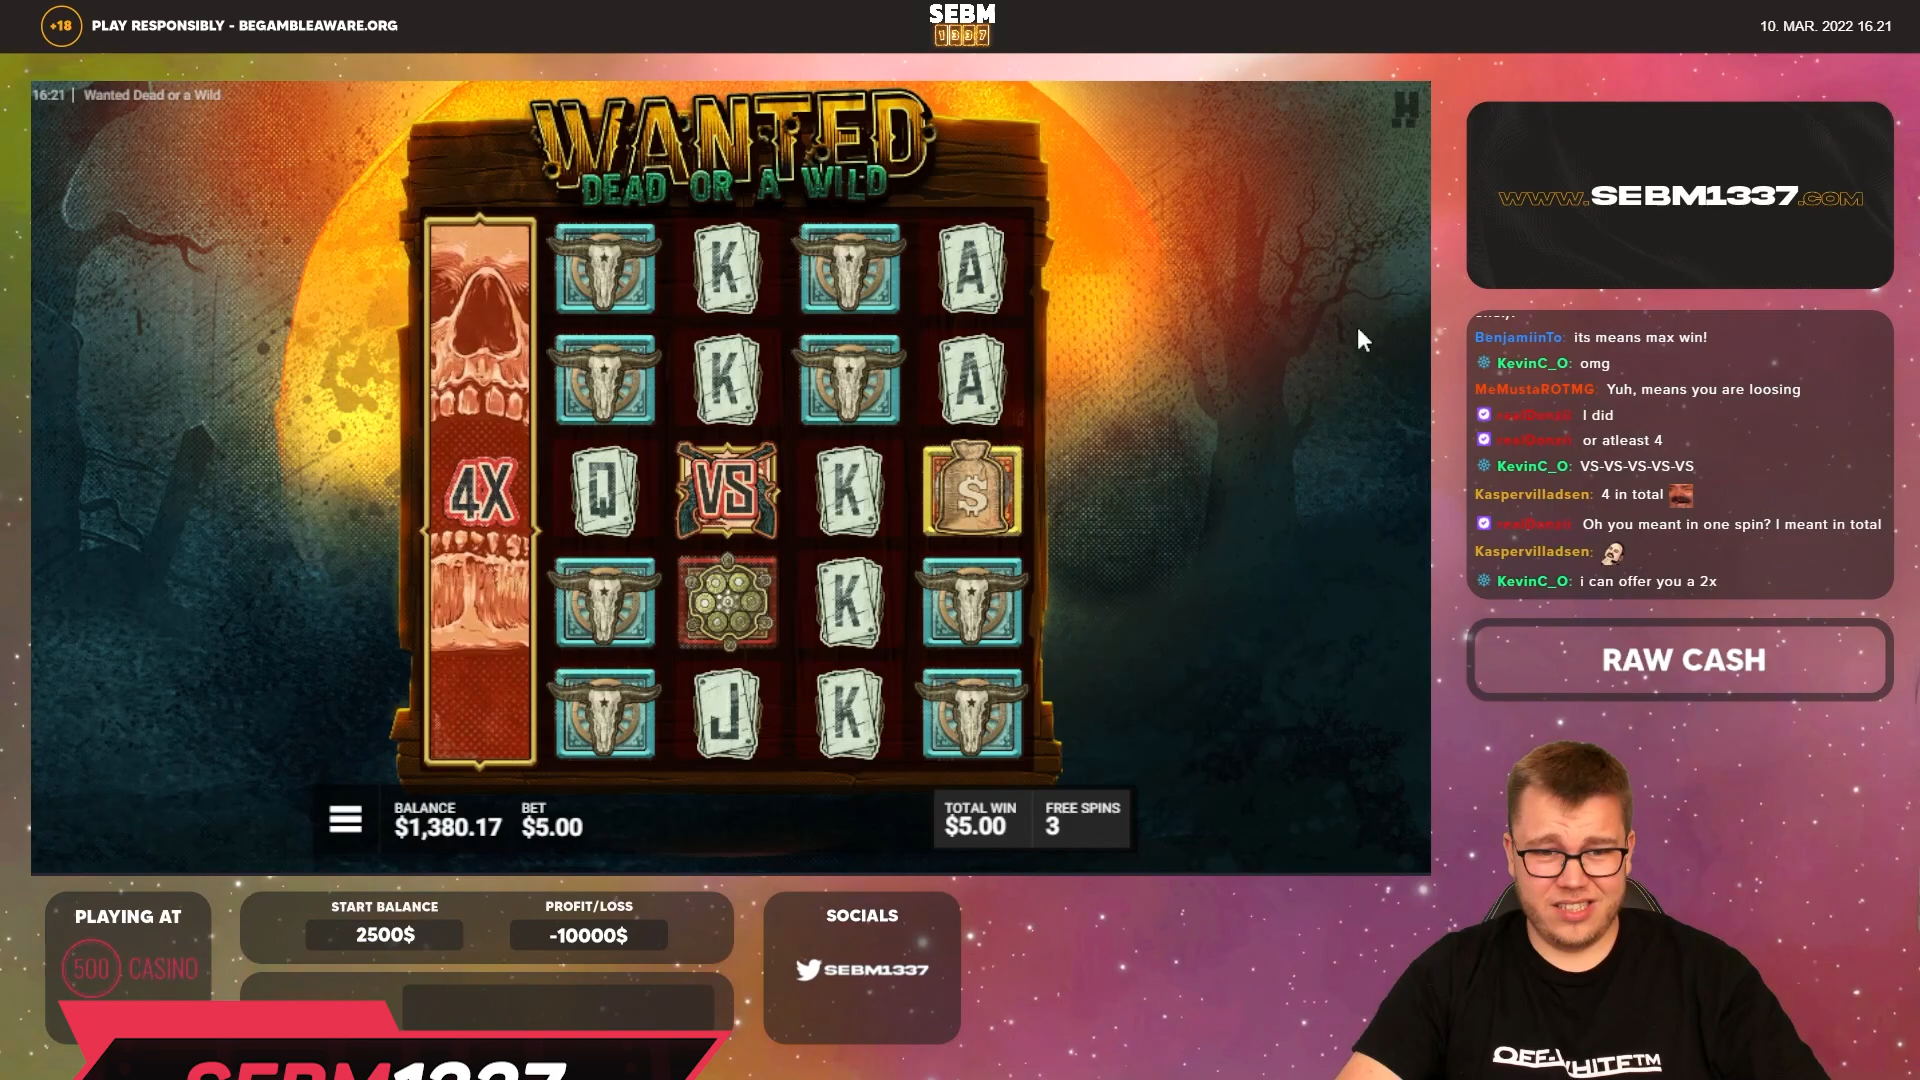 +18 PLAY RESPONSIBLY - BEGAMBLEAWARE.ORG
SEBM
1337
10. MAR. 2022 16.21
16:21 | Wanted Dead or a Wild
WANTED
DEAD OR A WILD
K A
K A
4X Q VS K $
K
J K
BALANCE
$1,380.17
BET
$5.00
TOTAL WIN
$5.00
FREE SPINS
3
WWW.SEBM1337.COM
BenjamiinTo: its means max win!
KevinC_O: omg
MeMustaROTMG: Yuh, means you are loosing
I did
or atleast 4
KevinC_O: VS-VS-VS-VS-VS
Kaspervilladsen: 4 in total
Oh you meant in one spin? I meant in total
Kaspervilladsen:
KevinC_O: i can offer you a 2x
RAW CASH
PLAYING AT
500 CASINO
START BALANCE
2500$
PROFIT/LOSS
-10000$
SOCIALS
SEBM1337
SEBM1337
OFF-WHITE™